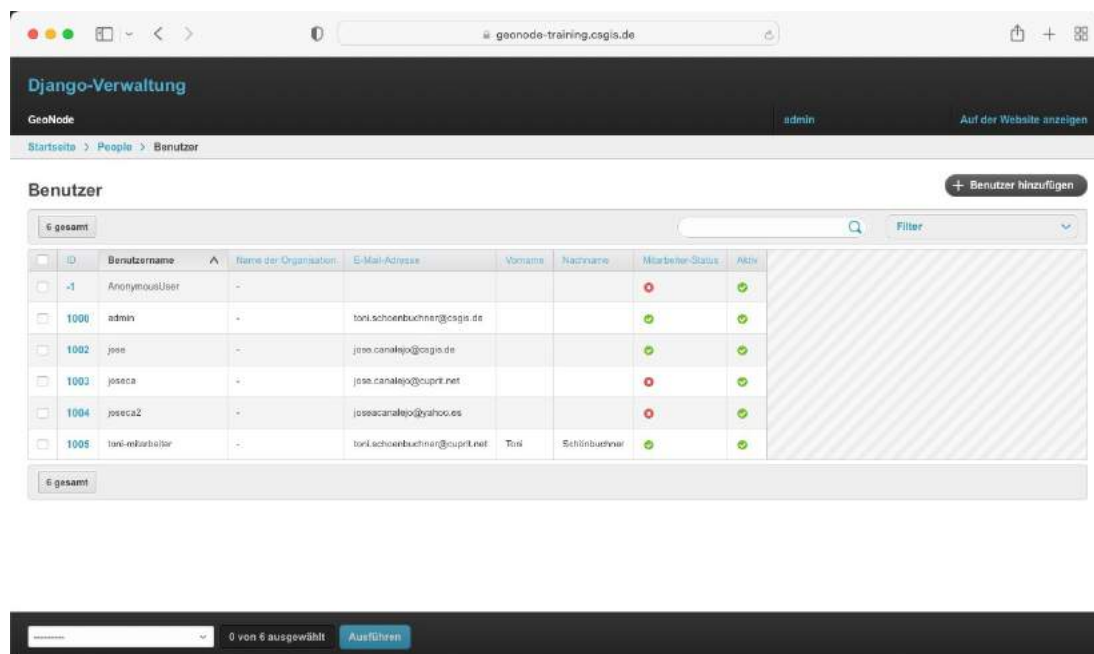 geonode-training.csgis.de
Django-Verwaltung
GeoNode admin Auf der Website anzeigen
Startseite > People > Benutzer
Benutzer + Benutzer hinzufügen
6 gesamt Filter
ID Benutzername Name der Organisation E-Mail-Adresse Vorname Nachname Mitarbeiter-Status Aktiv
-1 AnonymousUser -
1000 admin - toni.schoenbuchner@csgis.de
1002 jose - jose.canalejo@csgis.de
1003 joseca - jose.canalejo@cuprit.net
1004 joseca2 - joseacanalejo@yahoo.es
1005 toni-mitarbeiter - toni.schoenbuchner@cuprit.net Toni
6 gesamt
--------- 0 von 6 ausgewählt Ausführen